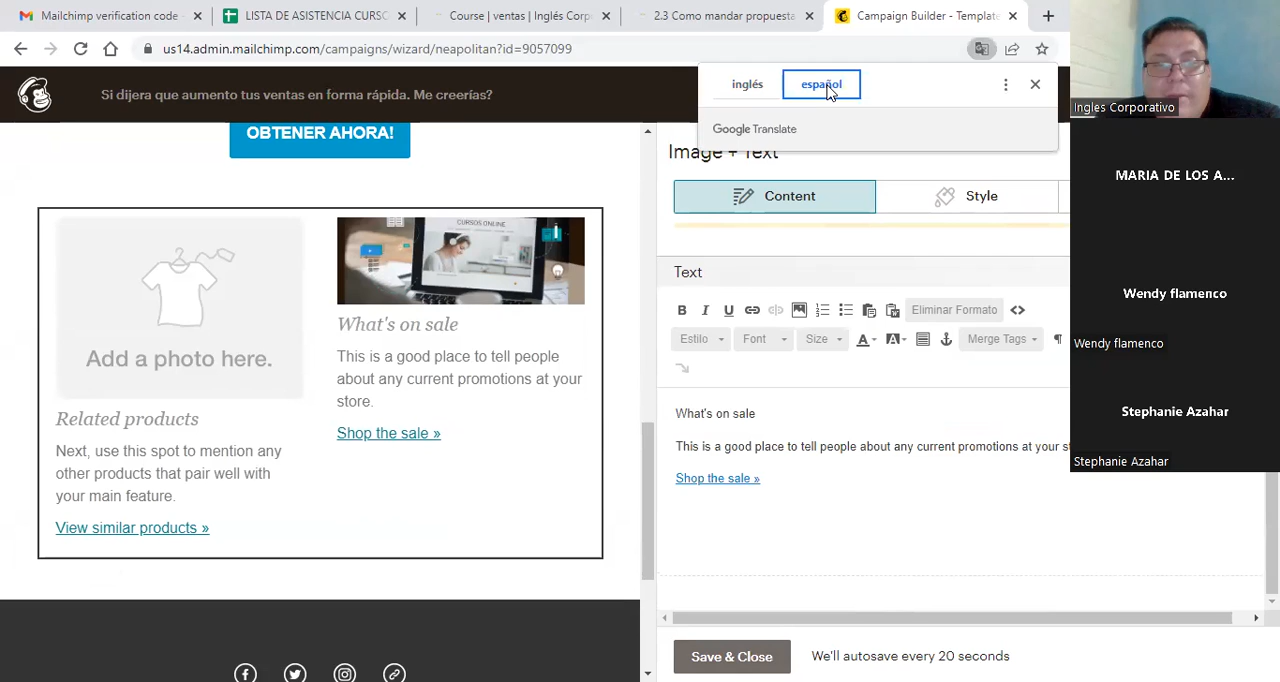 Mailchimp verification code -
LISTA DE ASISTENCIA CURSO
Course | ventas | Inglés Corpo
2.3 Como mandar propuesta
Campaign Builder - Template
us14.admin.mailchimp.com/campaigns/wizard/neapolitan?id=9057099
Si dijera que aumento tus ventas en forma rápida. Me creerías?
inglés
español
Google Translate
OBTENER AHORA!
Image + Text
Content
Style
Text
Eliminar Formato
Estilo
Font
Size
Merge Tags
CURSOS ONLINE
Add a photo here.
Related products
Next, use this spot to mention any
other products that pair well with
your main feature.
View similar products »
What's on sale
This is a good place to tell people
about any current promotions at your
store.
Shop the sale »
What's on sale
This is a good place to tell people about any current promotions at your
Shop the sale »
Save & Close
We'll autosave every 20 seconds
Ingles Corporativo
MARIA DE LOS A...
Wendy flamenco
Wendy flamenco
Stephanie Azahar
Stephanie Azahar